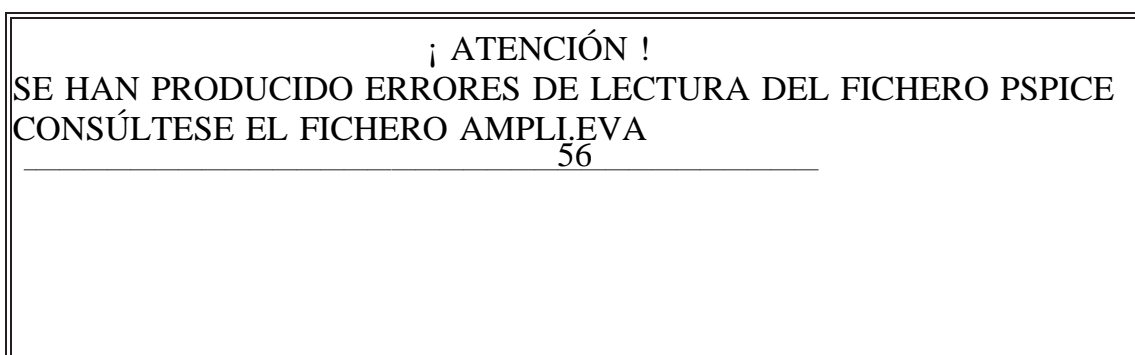 ¡ ATENCIÓN !
SE HAN PRODUCIDO ERRORES DE LECTURA DEL FICHERO PSPICE
CONSÚLTESE EL FICHERO AMPLI.EVA
56